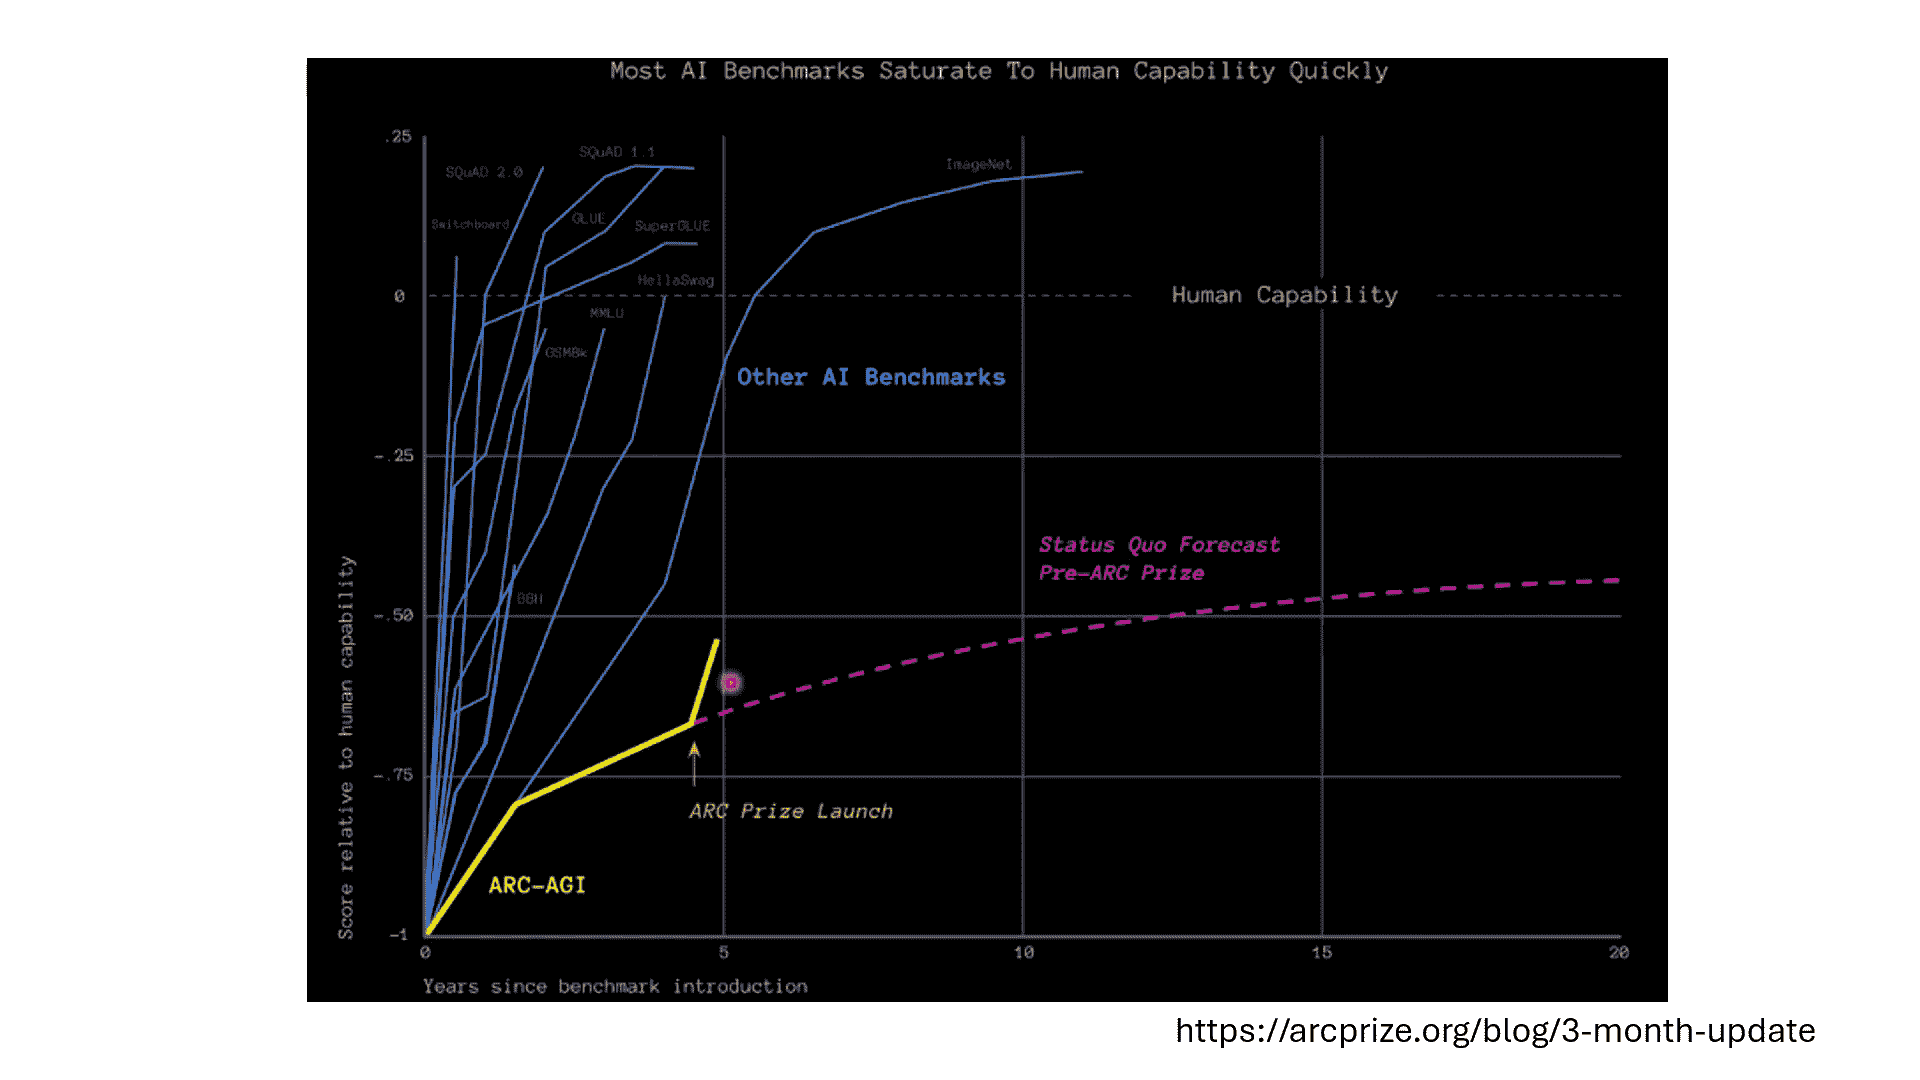 Most AI Benchmarks Saturate To Human Capability Quickly
.25
SQuAD 1.1
ImageNet
SQuAD 2.0
GLUE
Switchboard
SuperGLUE
HellaSwag
0
Human Capability
MMLU
GSM8k
Other AI Benchmarks
-.25
Status Quo Forecast
Pre-ARC Prize
BBH
-.50
-.75
ARC Prize Launch
ARC-AGI
Score relative to human capability
-1
0
5
10
15
20
Years since benchmark introduction
https://arcprize.org/blog/3-month-update